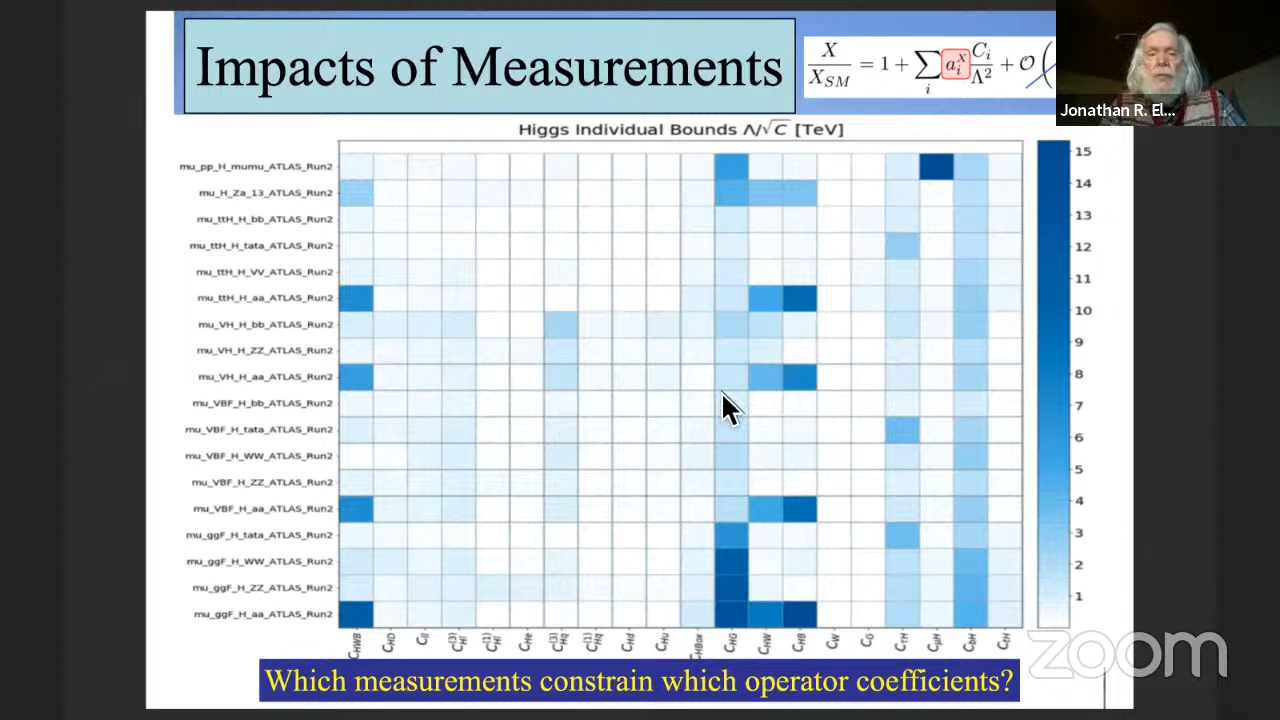 Impacts of Measurements
X/X_SM = 1 + ∑_i a_i^X C_i/Λ² + O(
Jonathan R. El...
Higgs Individual Bounds Λ/√C [TeV]
mu_pp_H_mumu_ATLAS_Run2
mu_H_Za_13_ATLAS_Run2
mu_ttH_H_bb_ATLAS_Run2
mu_ttH_H_tata_ATLAS_Run2
mu_ttH_H_VV_ATLAS_Run2
mu_ttH_H_aa_ATLAS_Run2
mu_VH_H_bb_ATLAS_Run2
mu_VH_H_ZZ_ATLAS_Run2
mu_VH_H_aa_ATLAS_Run2
mu_VBF_H_bb_ATLAS_Run2
mu_VBF_H_tata_ATLAS_Run2
mu_VBF_H_WW_ATLAS_Run2
mu_VBF_H_ZZ_ATLAS_Run2
mu_VBF_H_aa_ATLAS_Run2
mu_ggF_H_tata_ATLAS_Run2
mu_ggF_H_WW_ATLAS_Run2
mu_ggF_H_ZZ_ATLAS_Run2
mu_ggF_H_aa_ATLAS_Run2
15
14
13
12
11
10
9
8
7
6
5
4
3
2
1
C_HWB
C_HD
C_ll
C_Hl^(3)
C_Hl^(1)
C_He
C_Hq^(3)
C_Hq^(1)
C_Hd
C_Hu
C_HBox
C_HG
C_HW
C_HB
C_W
C_G
C_τH
C_μH
C_bH
C_tH
zoom
Which measurements constrain which operator coefficients?